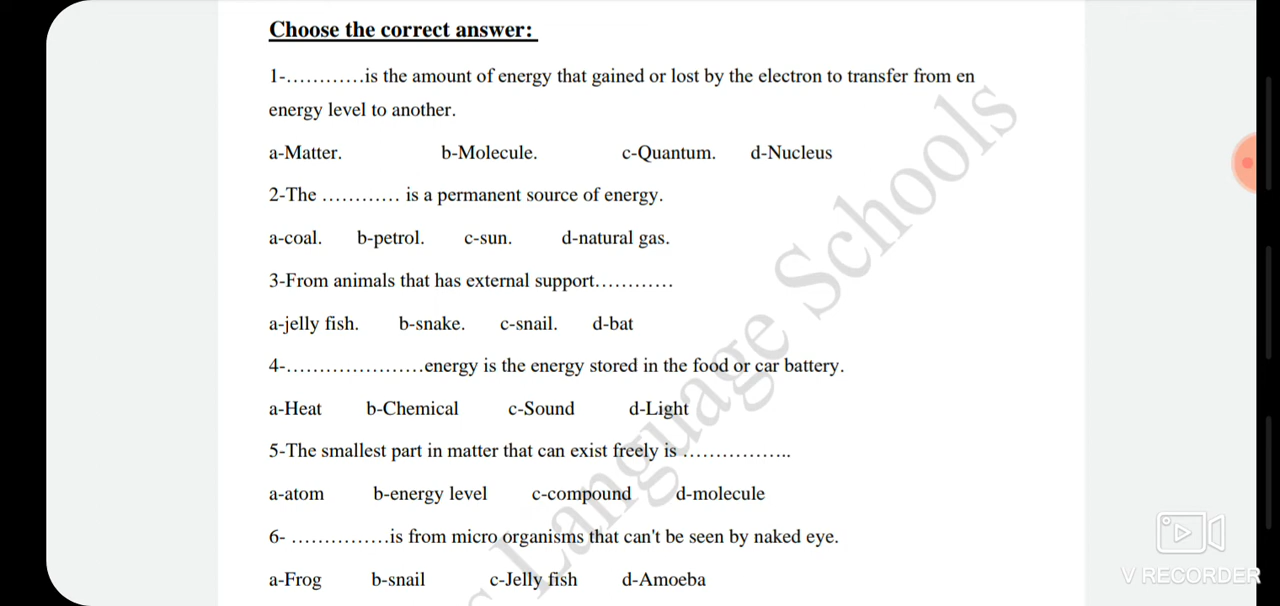 Choose the correct answer:
1-…………is the amount of energy that gained or lost by the electron to transfer from en
energy level to another.
a-Matter. b-Molecule. c-Quantum. d-Nucleus
2-The ………… is a permanent source of energy.
a-coal. b-petrol. c-sun. d-natural gas.
3-From animals that has external support…………
a-jelly fish. b-snake. c-snail. d-bat
4-…………………energy is the energy stored in the food or car battery.
a-Heat b-Chemical c-Sound d-Light
5-The smallest part in matter that can exist freely is ……………..
a-atom b-energy level c-compound d-molecule
6- ……………is from micro organisms that can't be seen by naked eye.
a-Frog b-snail c-Jelly fish d-Amoeba
Language Schools
V RECORDER